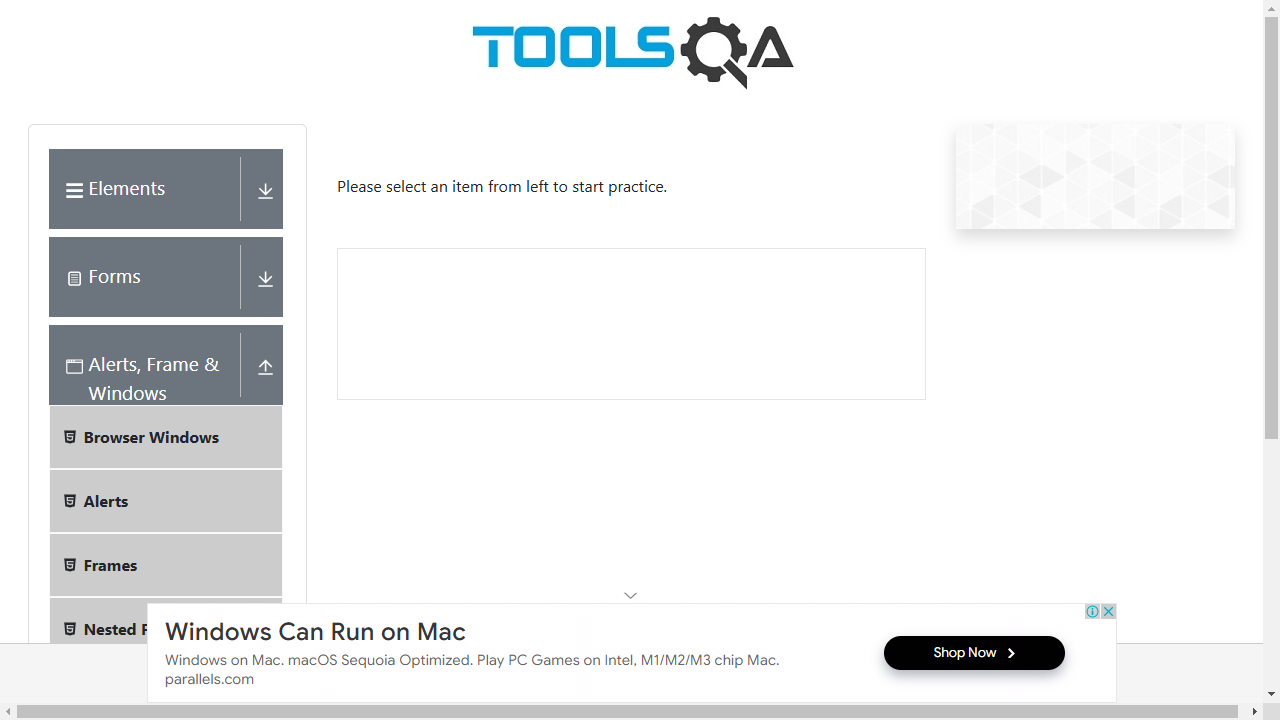 TOOLSQA
Elements
Please select an item from left to start practice.
Forms
Alerts, Frame &
Windows
Browser Windows
Alerts
Frames
Nested
Windows Can Run on Mac
Windows on Mac. macOS Sequoia Optimized. Play PC Games on Intel, M1/M2/M3 chip Mac.
parallels.com
Shop Now